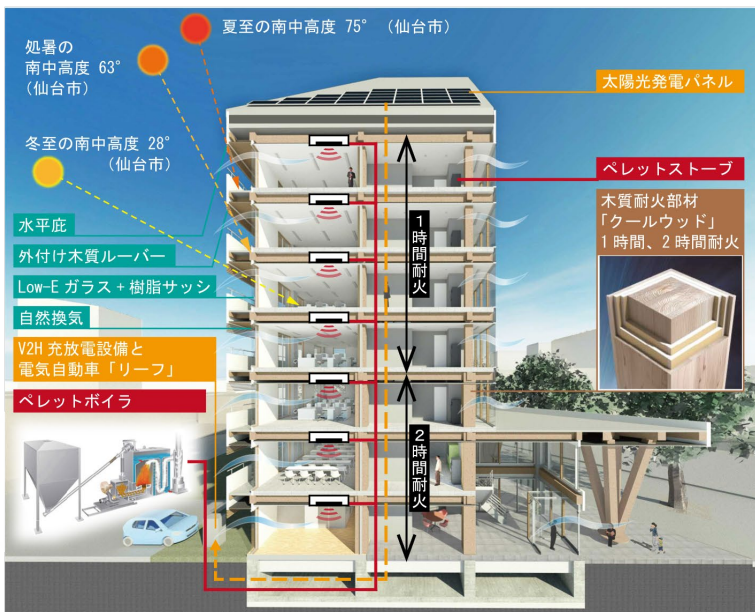 夏至の南中高度 75° （仙台市）
処暑の
南中高度 63°
（仙台市）
冬至の南中高度 28°
（仙台市）
水平庇
外付け木質ルーバー
Low-E ガラス + 樹脂サッシ
自然換気
V2H 充放電設備と
電気自動車「リーフ」
ペレットボイラ
太陽光発電パネル
ペレットストーブ
木質耐火部材
「クールウッド」
1 時間、2 時間耐火
1時間耐火
2時間耐火